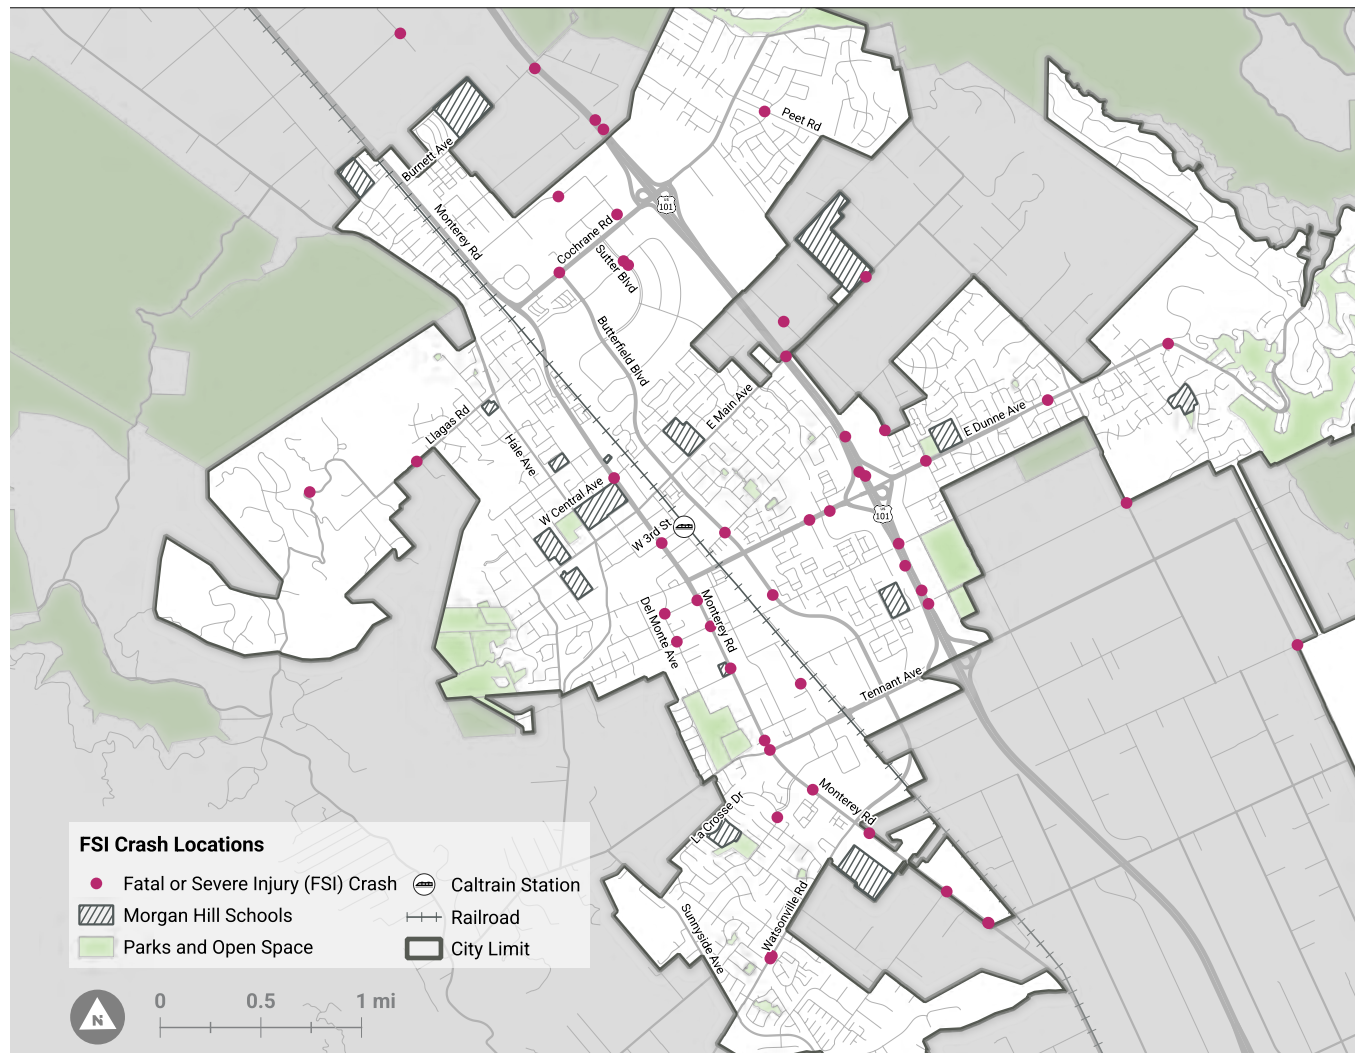 Peet Rd
Burnett Ave
US
101
Monterey Rd
Cochrane Rd
Sutter Blvd
Butterfield Blvd
E Main Ave
Llagas Rd
Hale Ave
E Dunne Ave
W Central Ave
US
101
W 3rd St
Del Monte Ave
Monterey Rd
Tennant Ave
Monterey Rd
La Crosse Dr
Watsonville Rd
Sunnyside Ave
FSI Crash Locations
Fatal or Severe Injury (FSI) Crash
Caltrain Station
Morgan Hill Schools
Railroad
Parks and Open Space
City Limit
N
0 0.5 1 mi